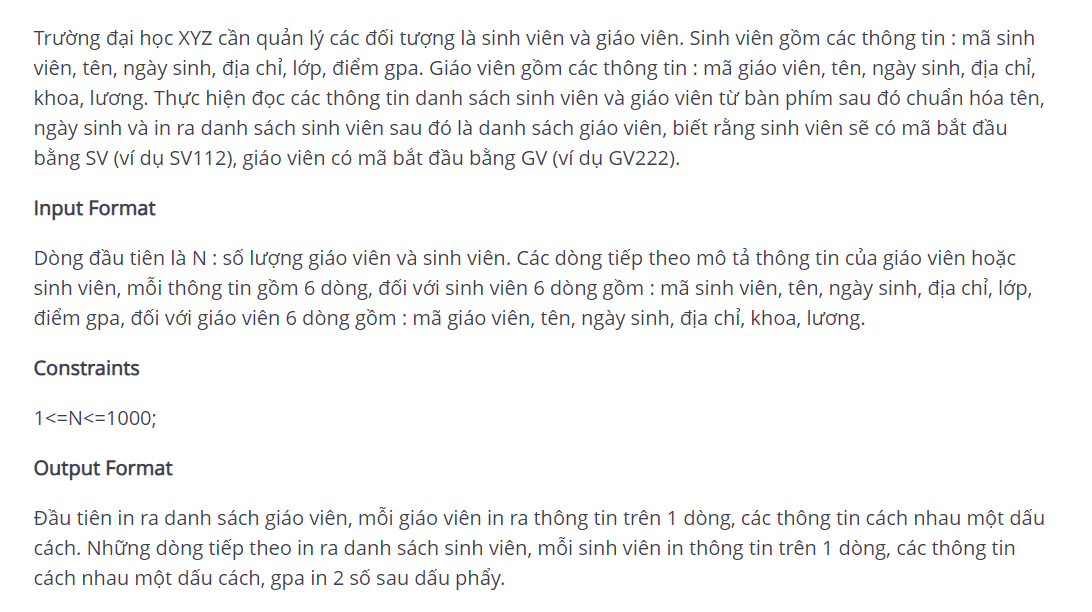 Trường đại học XYZ cần quản lý các đối tượng là sinh viên và giáo viên. Sinh viên gồm các thông tin : mã sinh
viên, tên, ngày sinh, địa chỉ, lớp, điểm gpa. Giáo viên gồm các thông tin : mã giáo viên, tên, ngày sinh, địa chỉ,
khoa, lương. Thực hiện đọc các thông tin danh sách sinh viên và giáo viên từ bàn phím sau đó chuẩn hóa tên,
ngày sinh và in ra danh sách sinh viên sau đó là danh sách giáo viên, biết rằng sinh viên sẽ có mã bắt đầu
bằng SV (ví dụ SV112), giáo viên có mã bắt đầu bằng GV (ví dụ GV222).
Input Format
Dòng đầu tiên là N : số lượng giáo viên và sinh viên. Các dòng tiếp theo mô tả thông tin của giáo viên hoặc
sinh viên, mỗi thông tin gồm 6 dòng, đối với sinh viên 6 dòng gồm : mã sinh viên, tên, ngày sinh, địa chỉ, lớp,
điểm gpa, đối với giáo viên 6 dòng gồm : mã giáo viên, tên, ngày sinh, địa chỉ, khoa, lương.
Constraints
1<=N<=1000;
Output Format
Đầu tiên in ra danh sách giáo viên, mỗi giáo viên in ra thông tin trên 1 dòng, các thông tin cách nhau một dấu
cách. Những dòng tiếp theo in ra danh sách sinh viên, mỗi sinh viên in thông tin trên 1 dòng, các thông tin
cách nhau một dấu cách, gpa in 2 số sau dấu phẩy.